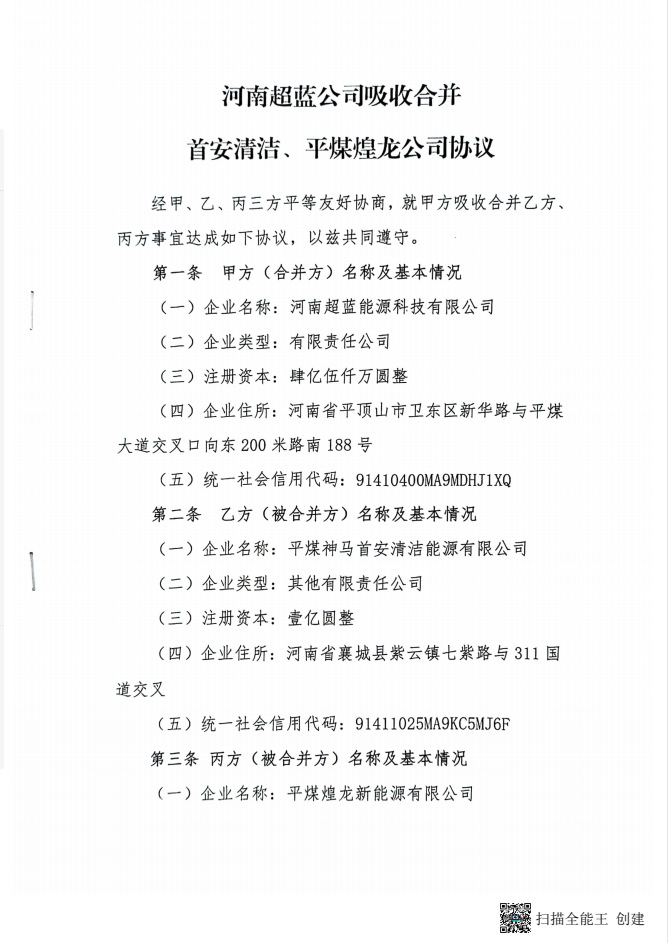 河南超蓝公司吸收合并
首安清洁、平煤煌龙公司协议
经甲、乙、丙三方平等友好协商，就甲方吸收合并乙方、
丙方事宜达成如下协议，以兹共同遵守。
第一条 甲方（合并方）名称及基本情况
（一）企业名称：河南超蓝能源科技有限公司
（二）企业类型：有限责任公司
（三）注册资本：肆亿伍仟万圆整
（四）企业住所：河南省平顶山市卫东区新华路与平煤
大道交叉口向东 200 米路南 188 号
（五）统一社会信用代码：91410400MA9MDHJ1XQ
第二条 乙方（被合并方）名称及基本情况
（一）企业名称：平煤神马首安清洁能源有限公司
（二）企业类型：其他有限责任公司
（三）注册资本：壹亿圆整
（四）企业住所：河南省襄城县紫云镇七紫路与 311 国
道交叉
（五）统一社会信用代码：91411025MA9KC5MJ6F
第三条 丙方（被合并方）名称及基本情况
（一）企业名称：平煤煌龙新能源有限公司
扫描全能王 创建